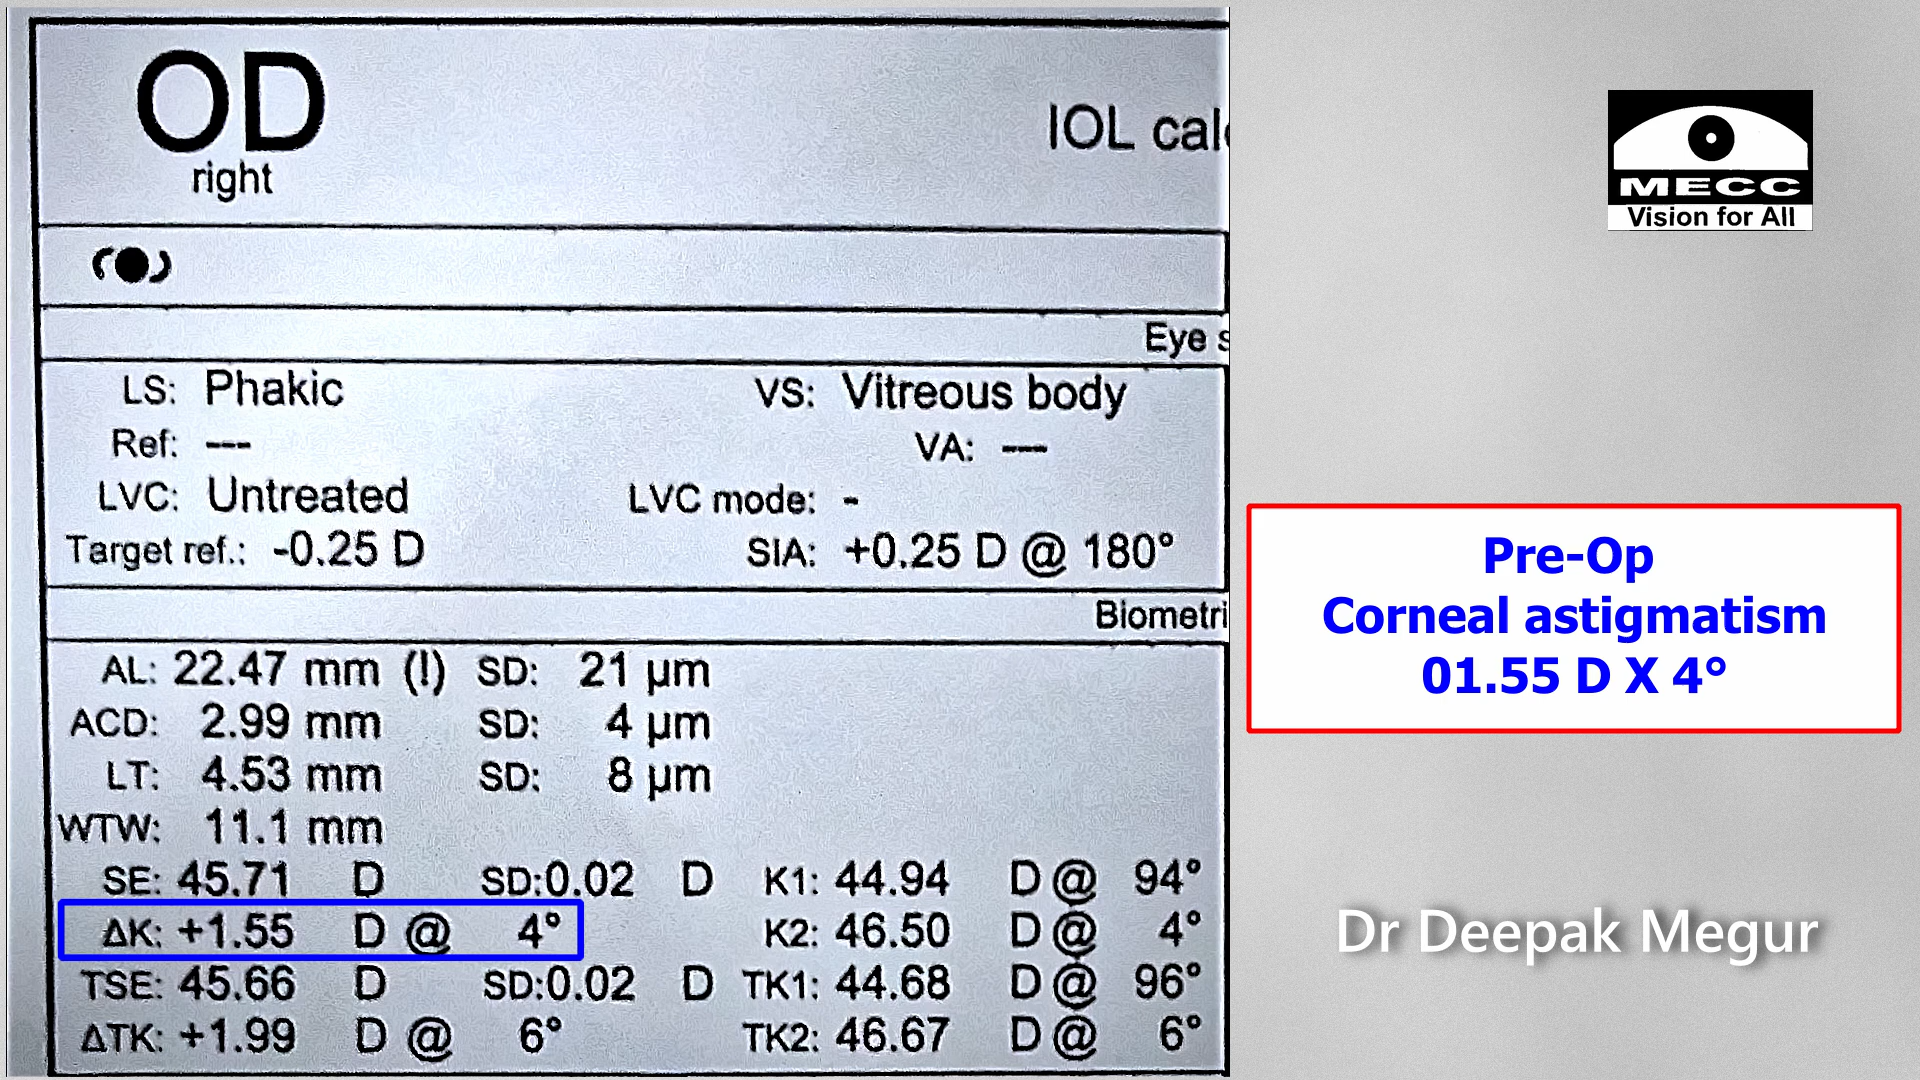 OD
right
IOL calc
Eye s
LS: Phakic VS: Vitreous body
Ref: --- VA: ---
LVC: Untreated LVC mode: -
Target ref.: -0.25 D SIA: +0.25 D @ 180°
Biometri
AL: 22.47 mm (!) SD: 21 µm
ACD: 2.99 mm SD: 4 µm
LT: 4.53 mm SD: 8 µm
WTW: 11.1 mm
SE: 45.71 D SD:0.02 D K1: 44.94 D @ 94°
ΔK: +1.55 D @ 4° K2: 46.50 D @ 4°
TSE: 45.66 D SD:0.02 D TK1: 44.68 D @ 96°
ΔTK: +1.99 D @ 6° TK2: 46.67 D @ 6°
MECC
Vision for All
Pre-Op
Corneal astigmatism
01.55 D X 4°
Dr Deepak Megur